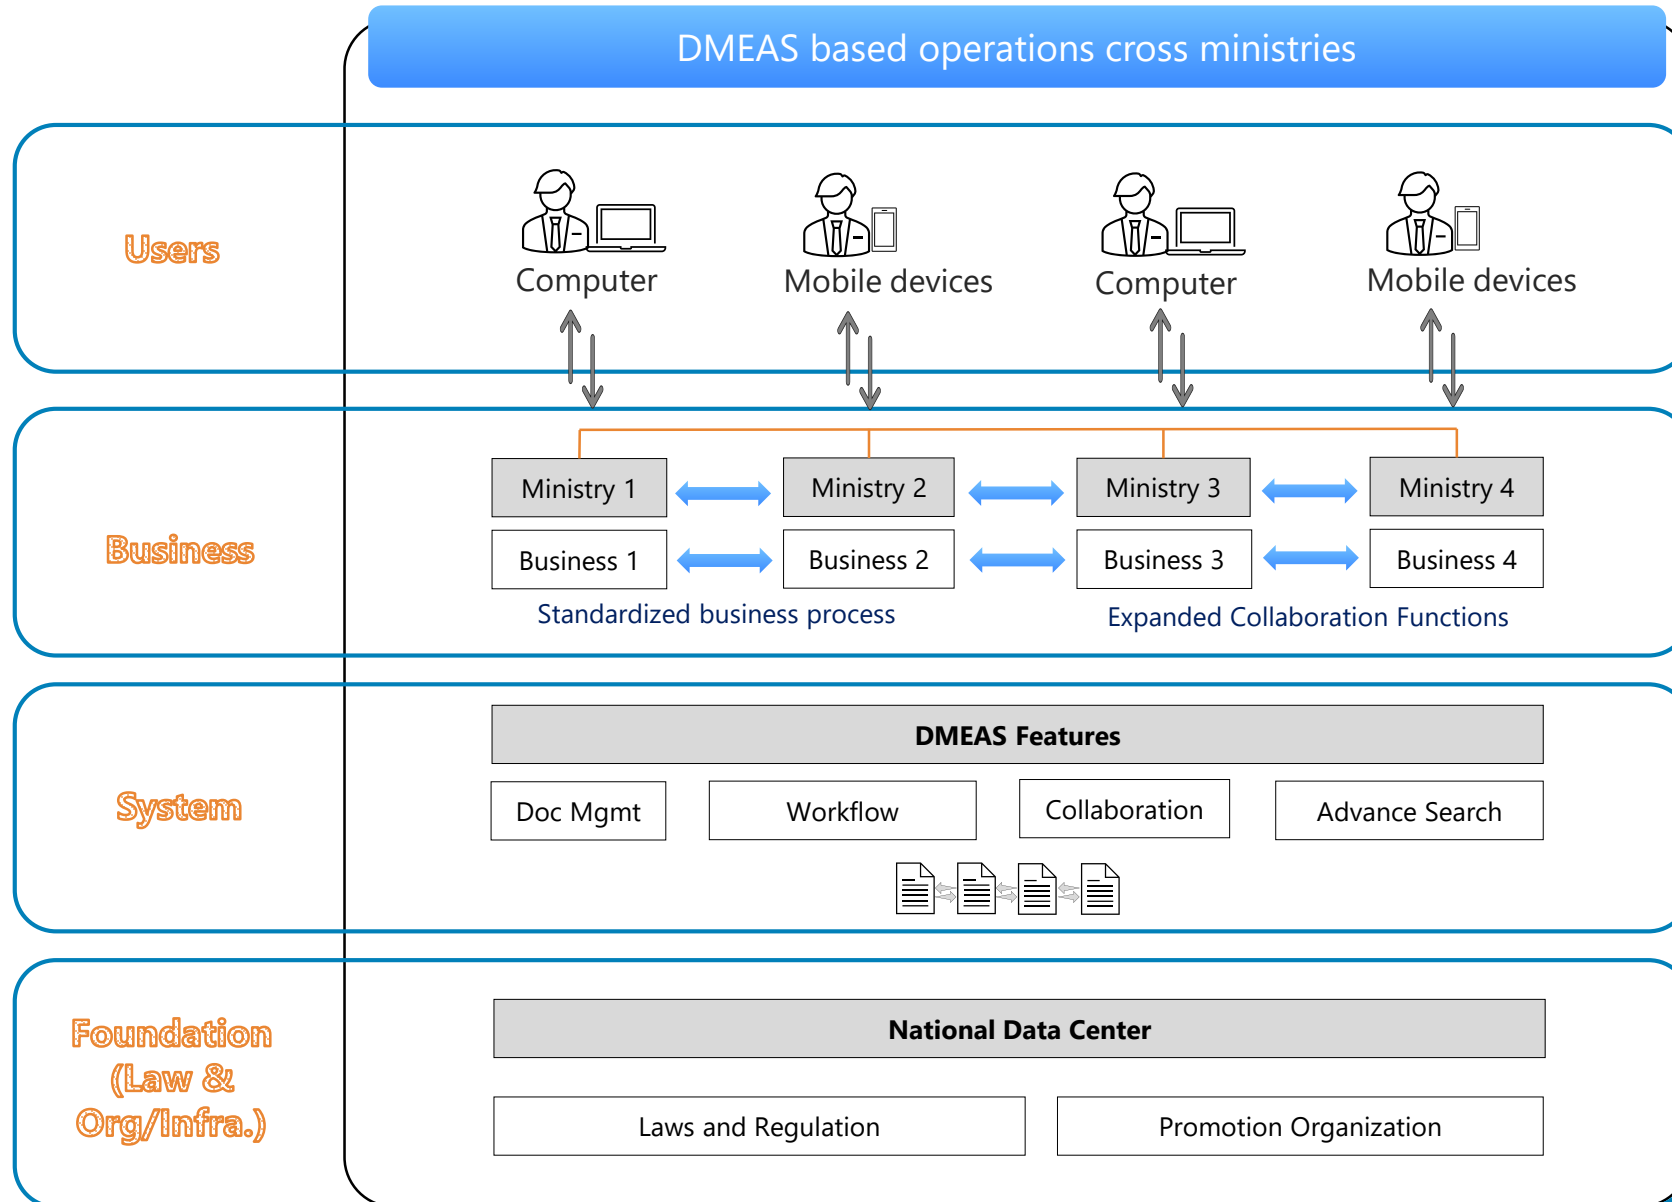 DMEAS based operations cross ministries
Users
Computer
Mobile devices
Computer
Mobile devices
Business
Ministry 1
Ministry 2
Ministry 3
Ministry 4
Business 1
Business 2
Business 3
Business 4
Standardized business process
Expanded Collaboration Functions
System
DMEAS Features
Doc Mgmt
Workflow
Collaboration
Advance Search
Foundation
(Law &
Org/Infra.)
National Data Center
Laws and Regulation
Promotion Organization